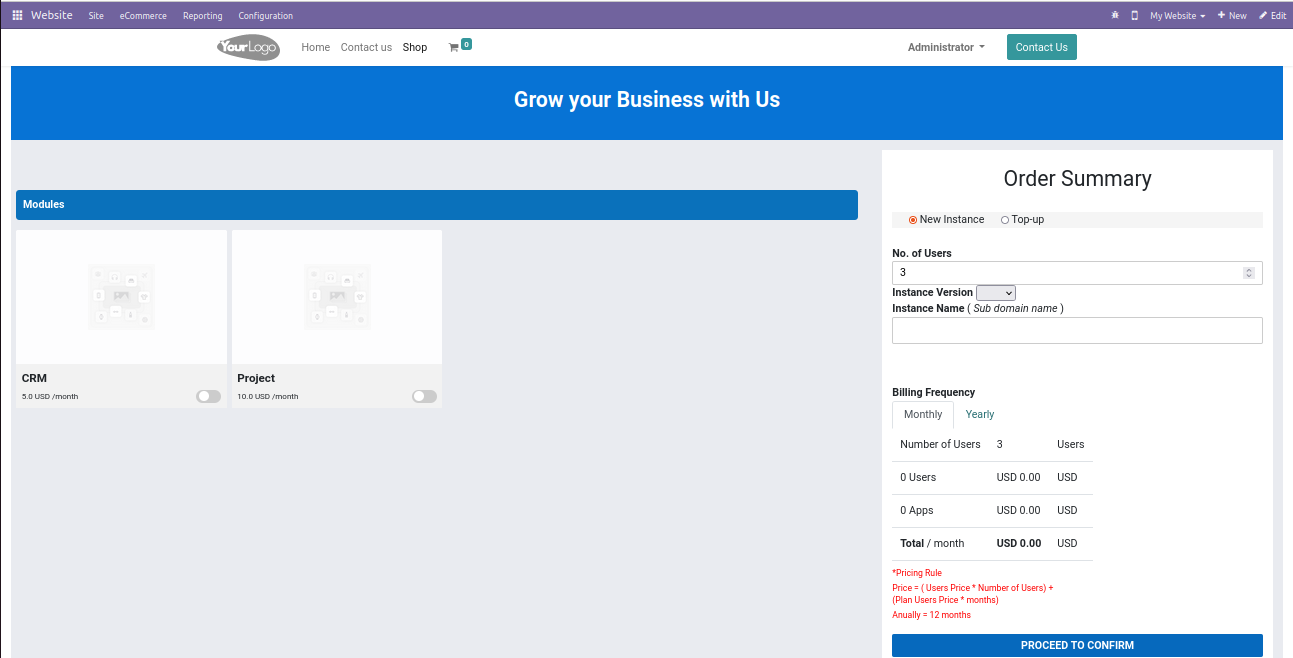 Website Site eCommerce Reporting Configuration My Website + New Edit
YourLogo Home Contact us Shop 0 Administrator Contact Us
Grow your Business with Us
Modules
CRM
5.0 USD /month
Project
10.0 USD /month
Order Summary
New Instance Top-up
No. of Users
3
Instance Version
Instance Name ( Sub domain name )
Billing Frequency
Monthly Yearly
Number of Users 3 Users
0 Users USD 0.00 USD
0 Apps USD 0.00 USD
Total / month USD 0.00 USD
*Pricing Rule
Price = ( Users Price * Number of Users) +
(Plan Users Price * months)
Anually = 12 months
PROCEED TO CONFIRM